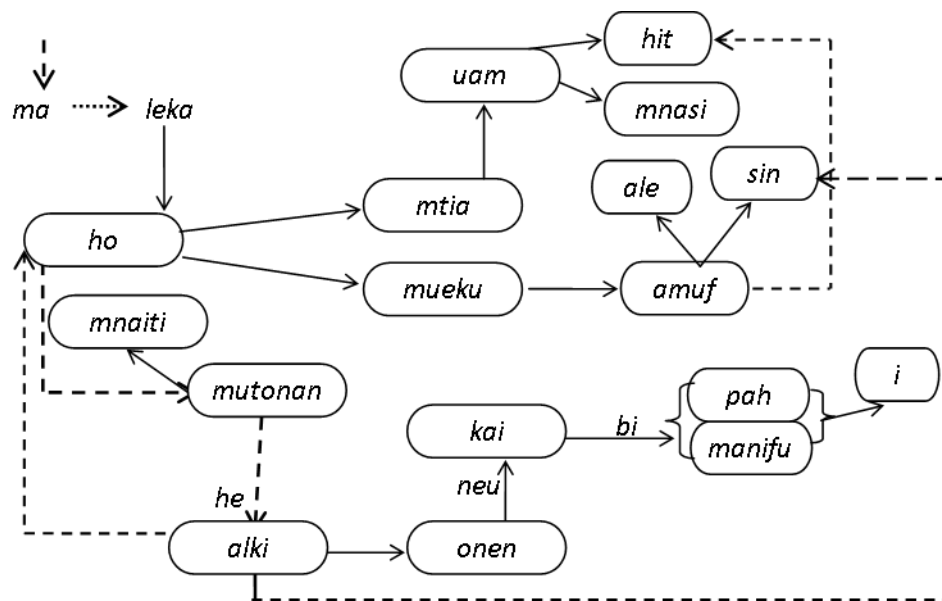 hit
uam
ma
leka
mnasi
ale
sin
mtia
ho
mueku
amuf
mnaiti
mutonan
pah
i
kai
bi
manifu
neu
he
alki
onen